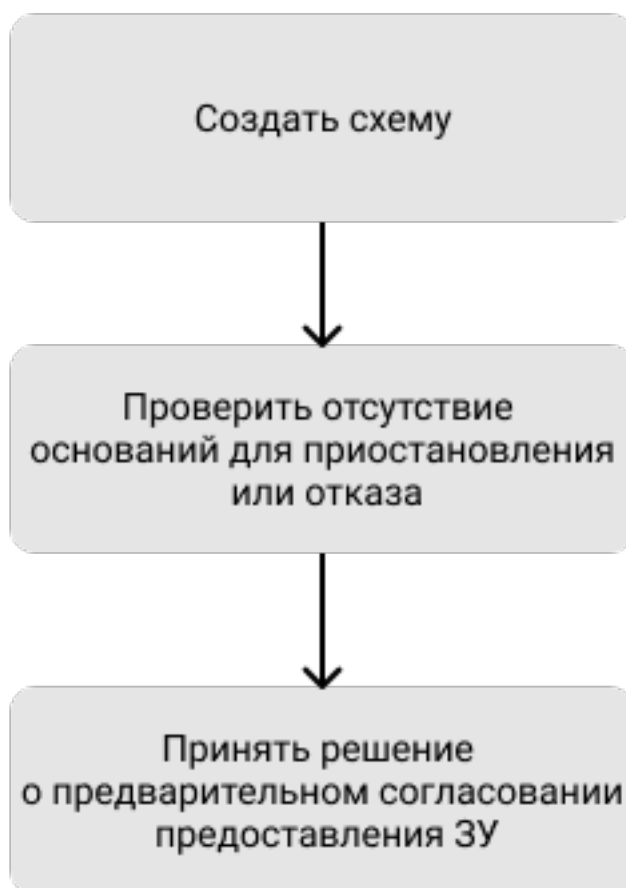 Создать схему
Проверить отсутствие
оснований для приостановления
или отказа
Принять решение
о предварительном согласовании
предоставления ЗУ